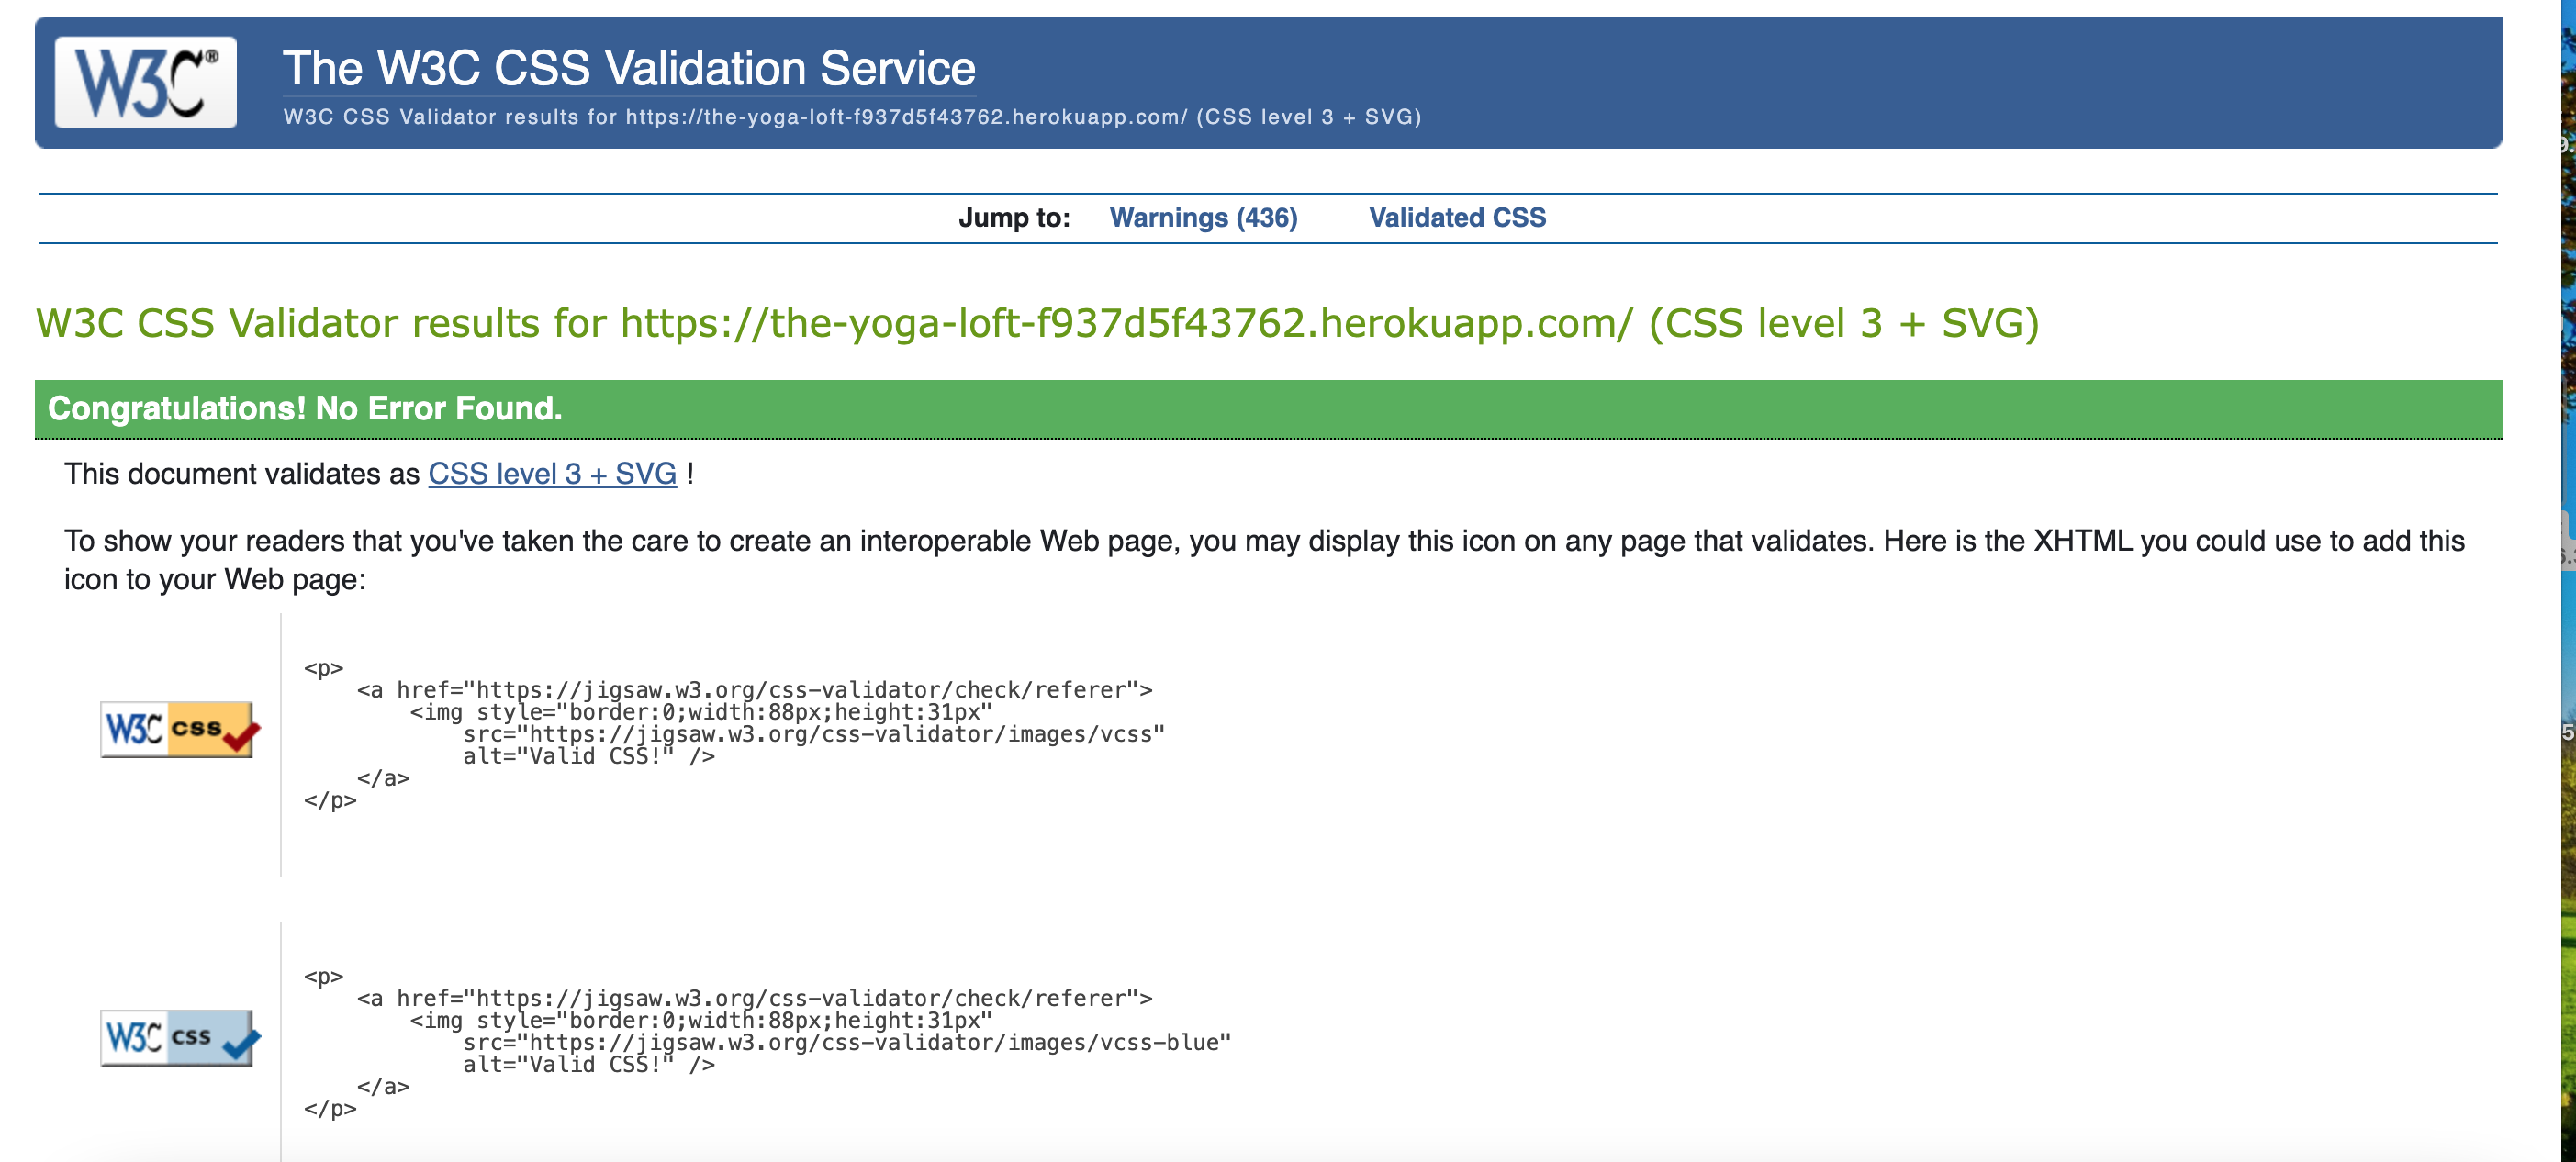 W3C®
The W3C CSS Validation Service
W3C CSS Validator results for https://the-yoga-loft-f937d5f43762.herokuapp.com/ (CSS level 3 + SVG)
Jump to: Warnings (436) Validated CSS
W3C CSS Validator results for https://the-yoga-loft-f937d5f43762.herokuapp.com/ (CSS level 3 + SVG)
Congratulations! No Error Found.
This document validates as CSS level 3 + SVG !
To show your readers that you've taken the care to create an interoperable Web page, you may display this icon on any page that validates. Here is the XHTML you could use to add this
icon to your Web page:
W3C css
<p>
<a href="https://jigsaw.w3.org/css-validator/check/referer">
<img style="border:0;width:88px;height:31px"
src="https://jigsaw.w3.org/css-validator/images/vcss"
alt="Valid CSS!" />
</a>
</p>
W3C css
<p>
<a href="https://jigsaw.w3.org/css-validator/check/referer">
<img style="border:0;width:88px;height:31px"
src="https://jigsaw.w3.org/css-validator/images/vcss-blue"
alt="Valid CSS!" />
</a>
</p>